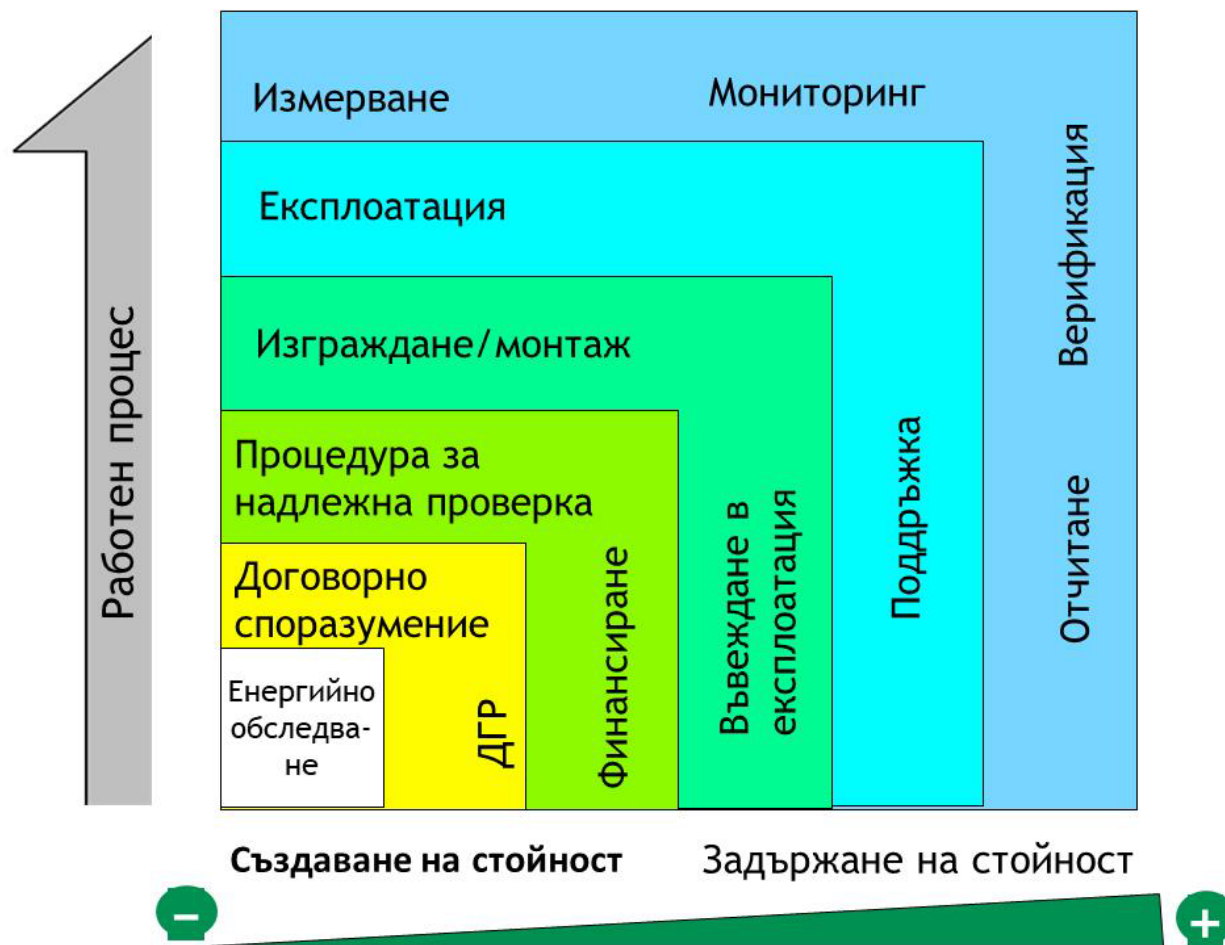 Измерване
Мониторинг
Верификация
Отчитане
Експлоатация
Поддръжка
Изграждане/монтаж
Въвеждане в
експлоатация
Процедура за
надлежна проверка
Финансиране
Договорно
споразумение
ДГР
Енергийно
обследва-
не
Работен процес
Създаване на стойност
Задържане на стойност
–
+